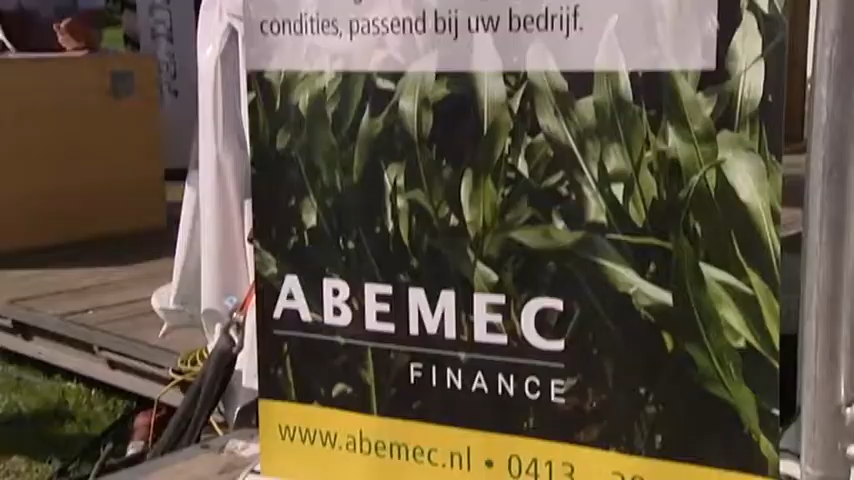 condities, passend bij uw bedrijf.
ABEMEC
FINANCE
www.abemec.nl • 0413